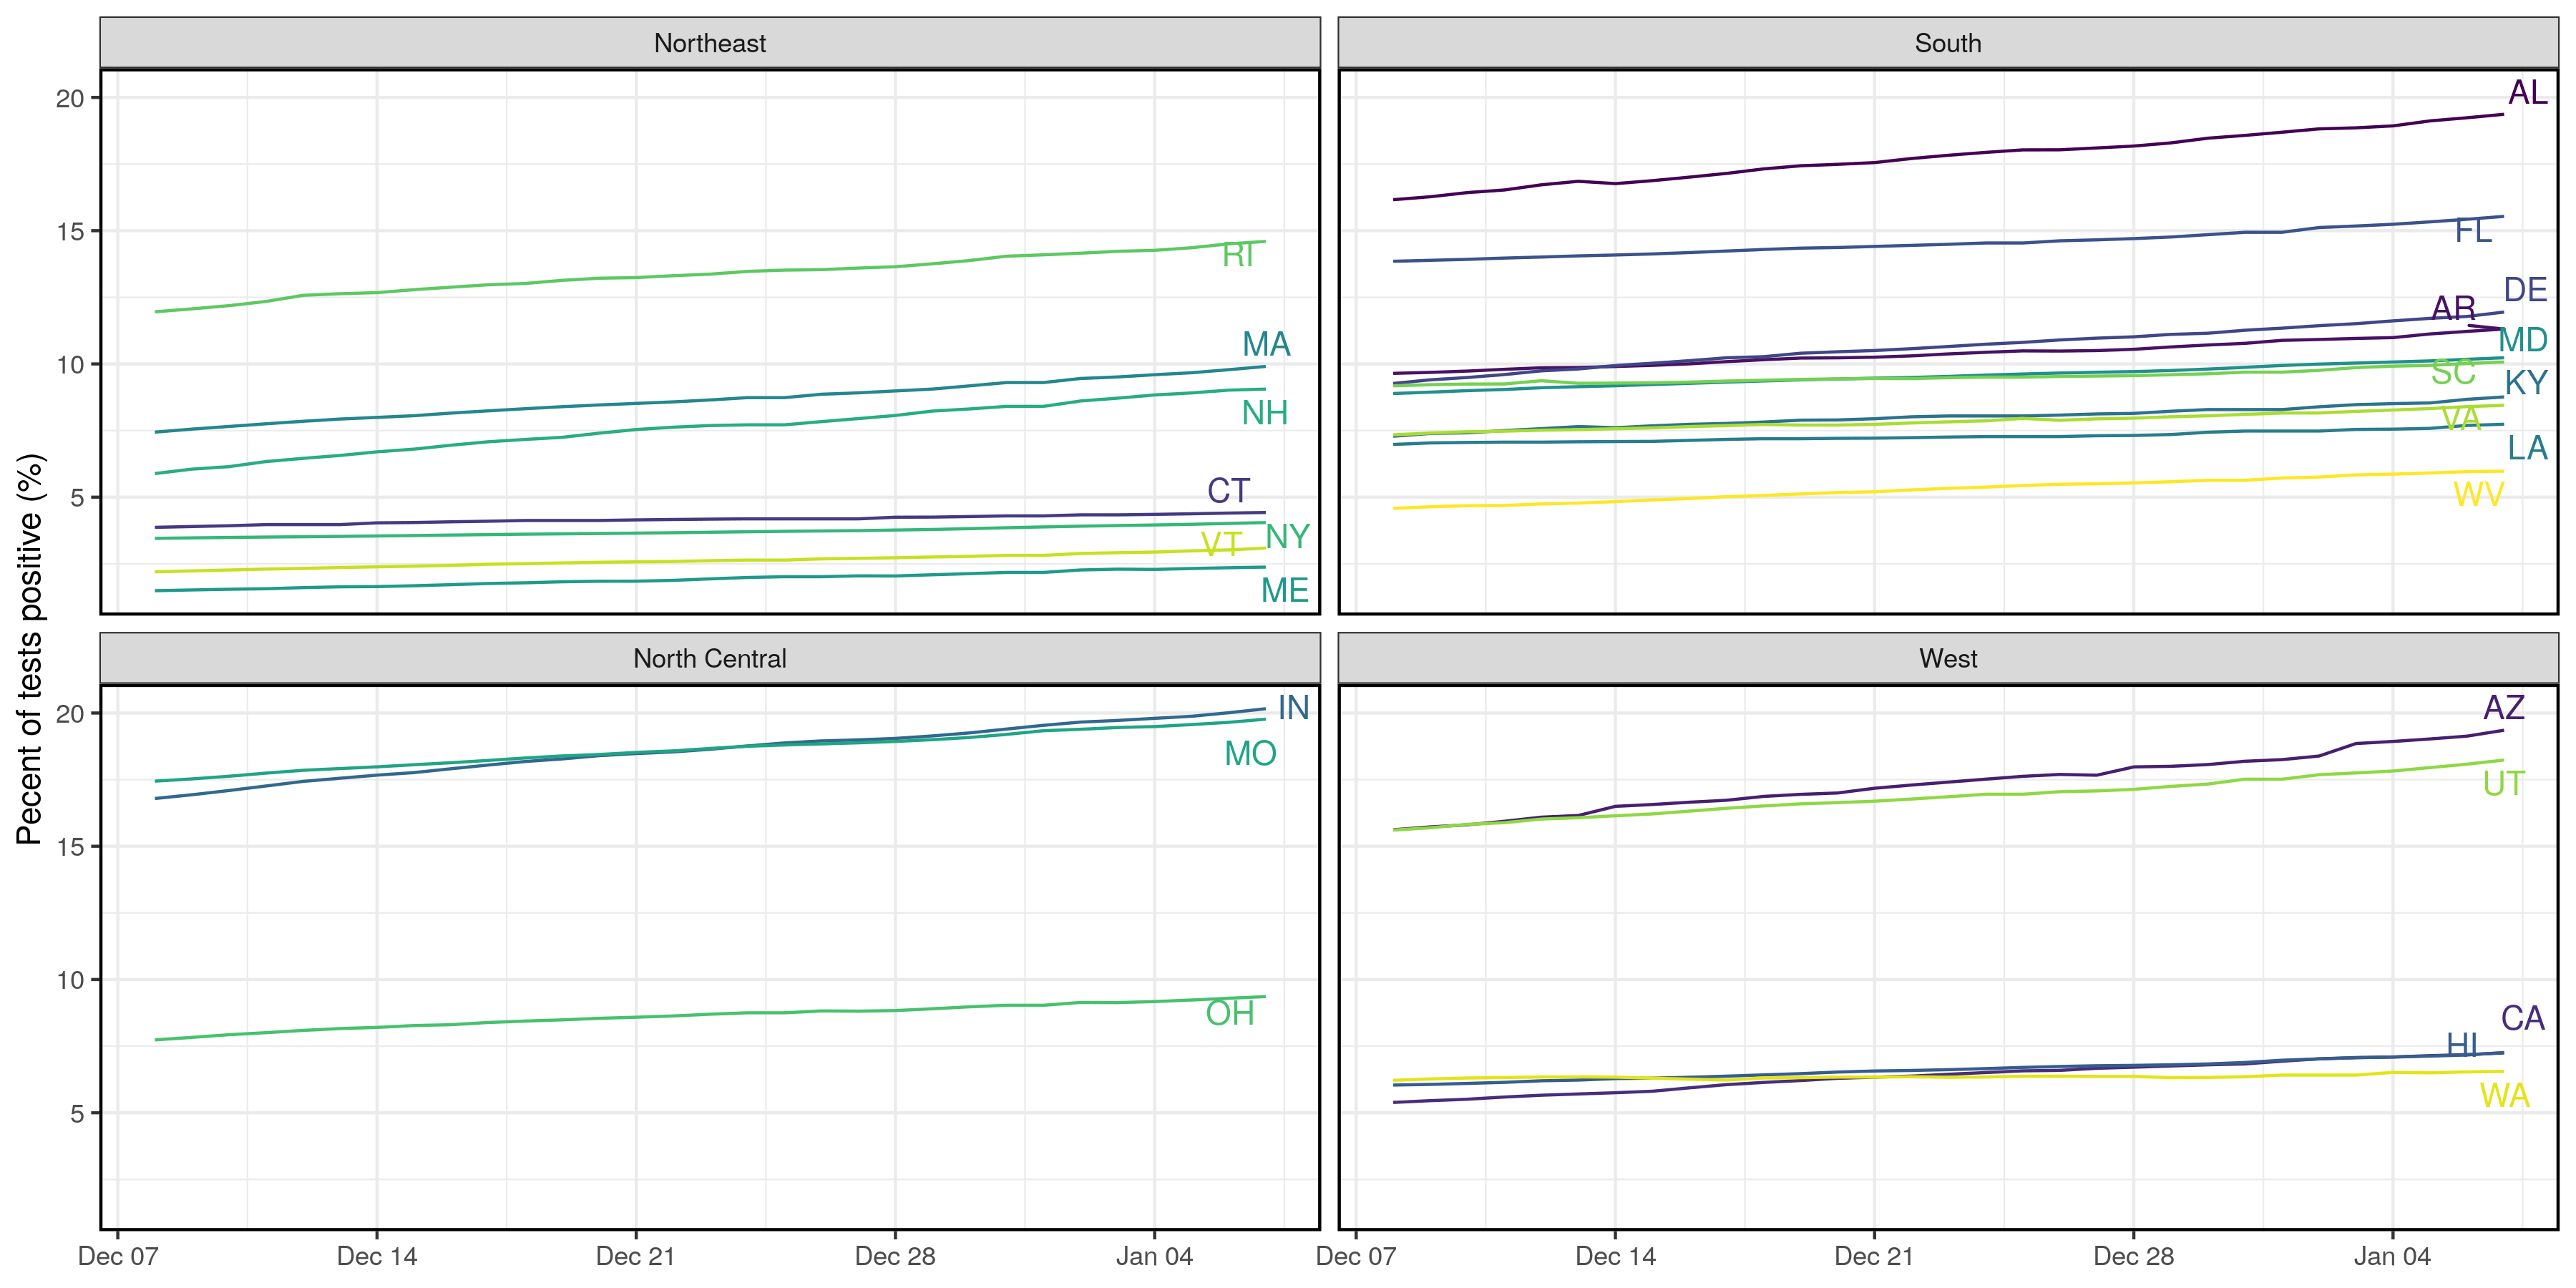 Northeast
South
20
15
10
5
RI
MA
NH
CT
NY
VT
ME
AL
FL
DE
AR
MD
SC
KY
VA
LA
WV
Pecent of tests positive (%)
North Central
West
20
15
10
5
IN
MO
OH
AZ
UT
CA
HI
WA
Dec 07
Dec 14
Dec 21
Dec 28
Jan 04
Dec 07
Dec 14
Dec 21
Dec 28
Jan 04